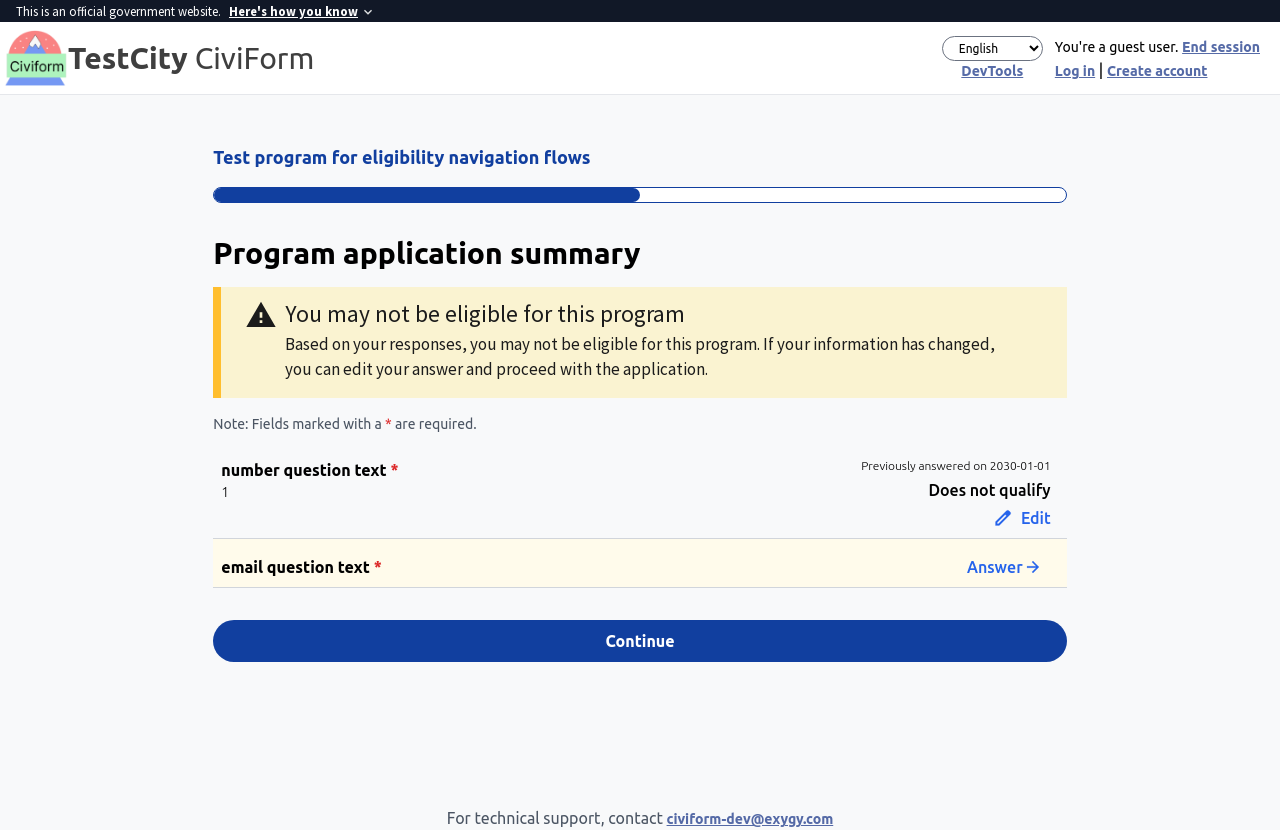 This is an official government website. Here's how you know
Civiform
TestCity CiviForm
English
You're a guest user. End session
DevTools
Log in | Create account
Test program for eligibility navigation flows
Program application summary
You may not be eligible for this program
Based on your responses, you may not be eligible for this program. If your information has changed,
you can edit your answer and proceed with the application.
Note: Fields marked with a * are required.
number question text *
Previously answered on 2030-01-01
1
Does not qualify
Edit
email question text *
Answer
Continue
For technical support, contact civiform-dev@exygy.com